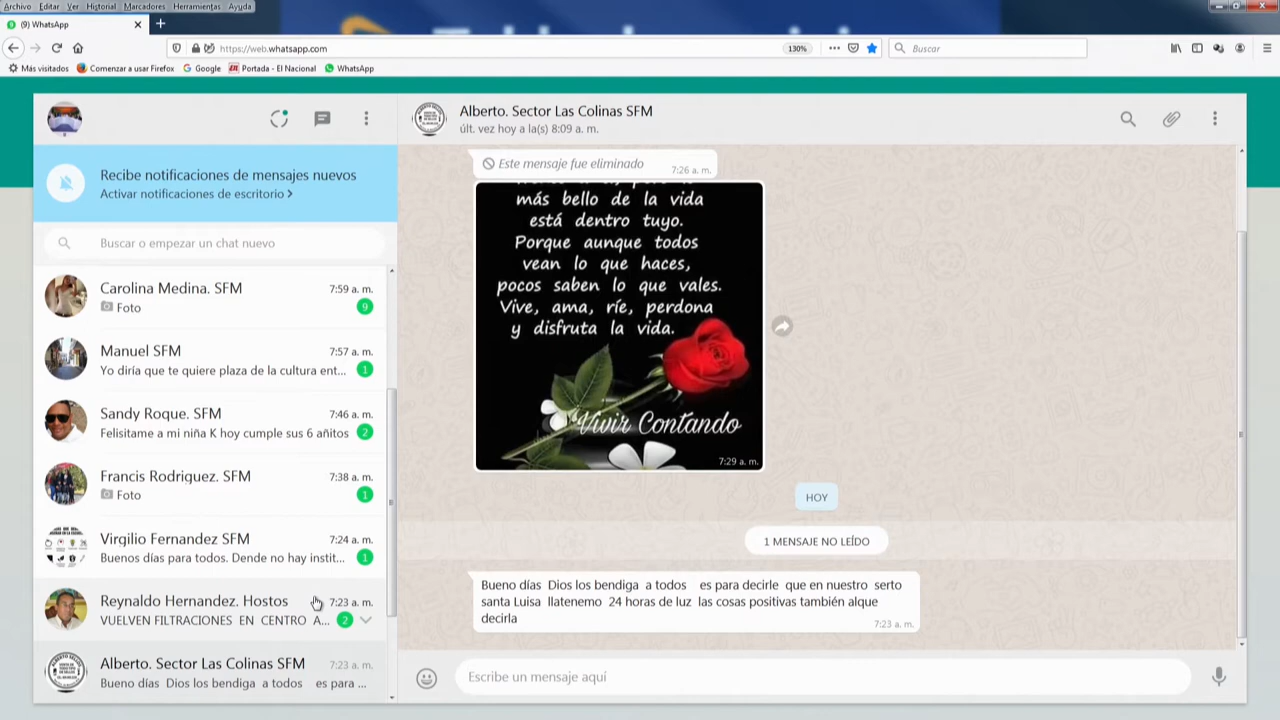 Archivo Editar Ver Historial Marcadores Herramientas Ayuda
(9) WhatsApp
https://web.whatsapp.com
130%
Buscar
Más visitados
Comenzar a usar Firefox
Google
Portada - El Nacional
WhatsApp
Recibe notificaciones de mensajes nuevos
Activar notificaciones de escritorio >
Buscar o empezar un chat nuevo
Carolina Medina. SFM 7:59 a. m.
Foto 9
Manuel SFM 7:57 a. m.
Yo diría que te quiere plaza de la cultura ent... 1
Sandy Roque. SFM 7:46 a. m.
Felisitame a mi niña K hoy cumple sus 6 añitos 2
Francis Rodriguez. SFM 7:38 a. m.
Foto 1
Virgilio Fernandez SFM 7:24 a. m.
Buenos días para todos. Dende no hay instit... 1
Reynaldo Hernandez. Hostos 7:23 a. m.
VUELVEN FILTRACIONES EN CENTRO A... 2
Alberto. Sector Las Colinas SFM 7:23 a. m.
Bueno días Dios los bendiga a todos es para ...
Alberto. Sector Las Colinas SFM
últ. vez hoy a la(s) 8:09 a. m.
Este mensaje fue eliminado 7:26 a. m.
más bello de la vida
está dentro tuyo.
Porque aunque todos
vean lo que haces,
pocos saben lo que vales.
Vive, ama, ríe, perdona
y disfruta la vida.
Vivir Contando
7:29 a. m.
HOY
1 MENSAJE NO LEÍDO
Bueno días Dios los bendiga a todos es para decirle que en nuestro serto
santa Luisa llatenemo 24 horas de luz las cosas positivas también alque
decirla
7:23 a. m.
Escribe un mensaje aquí